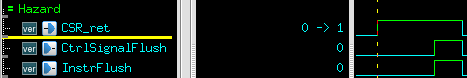 = Hazard
ver CSR_ret 0 -> 1
ver CtrlSignalFlush 0
ver InstrFlush 0